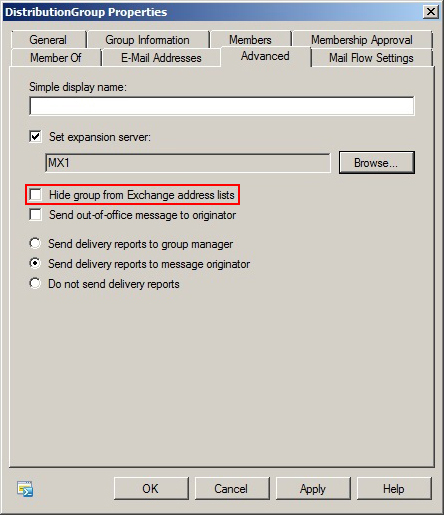 DistributionGroup Properties
General Group Information Members Membership Approval
Member Of E-Mail Addresses Advanced Mail Flow Settings
Simple display name:
Set expansion server:
MX1 Browse...
Hide group from Exchange address lists
Send out-of-office message to originator
Send delivery reports to group manager
Send delivery reports to message originator
Do not send delivery reports
OK Cancel Apply Help